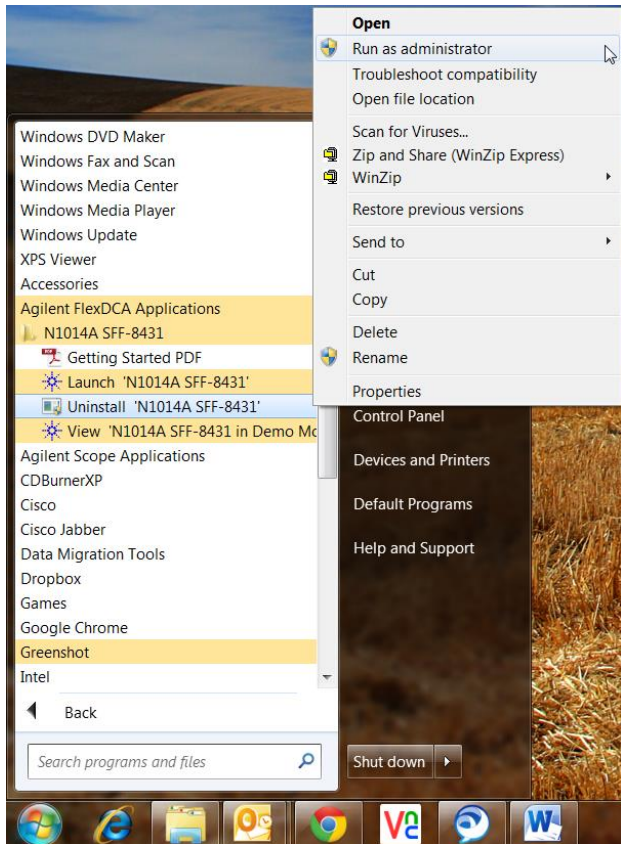 Open
Run as administrator
Troubleshoot compatibility
Open file location
Scan for Viruses...
Zip and Share (WinZip Express)
WinZip
Restore previous versions
Send to
Cut
Copy
Delete
Rename
Properties
Windows DVD Maker
Windows Fax and Scan
Windows Media Center
Windows Media Player
Windows Update
XPS Viewer
Accessories
Agilent FlexDCA Applications
N1014A SFF-8431
Getting Started PDF
Launch 'N1014A SFF-8431'
Uninstall 'N1014A SFF-8431'
View 'N1014A SFF-8431 in Demo Mo
Agilent Scope Applications
CDBurnerXP
Cisco
Cisco Jabber
Data Migration Tools
Dropbox
Games
Google Chrome
Greenshot
Intel
Back
Search programs and files
Control Panel
Devices and Printers
Default Programs
Help and Support
Shut down